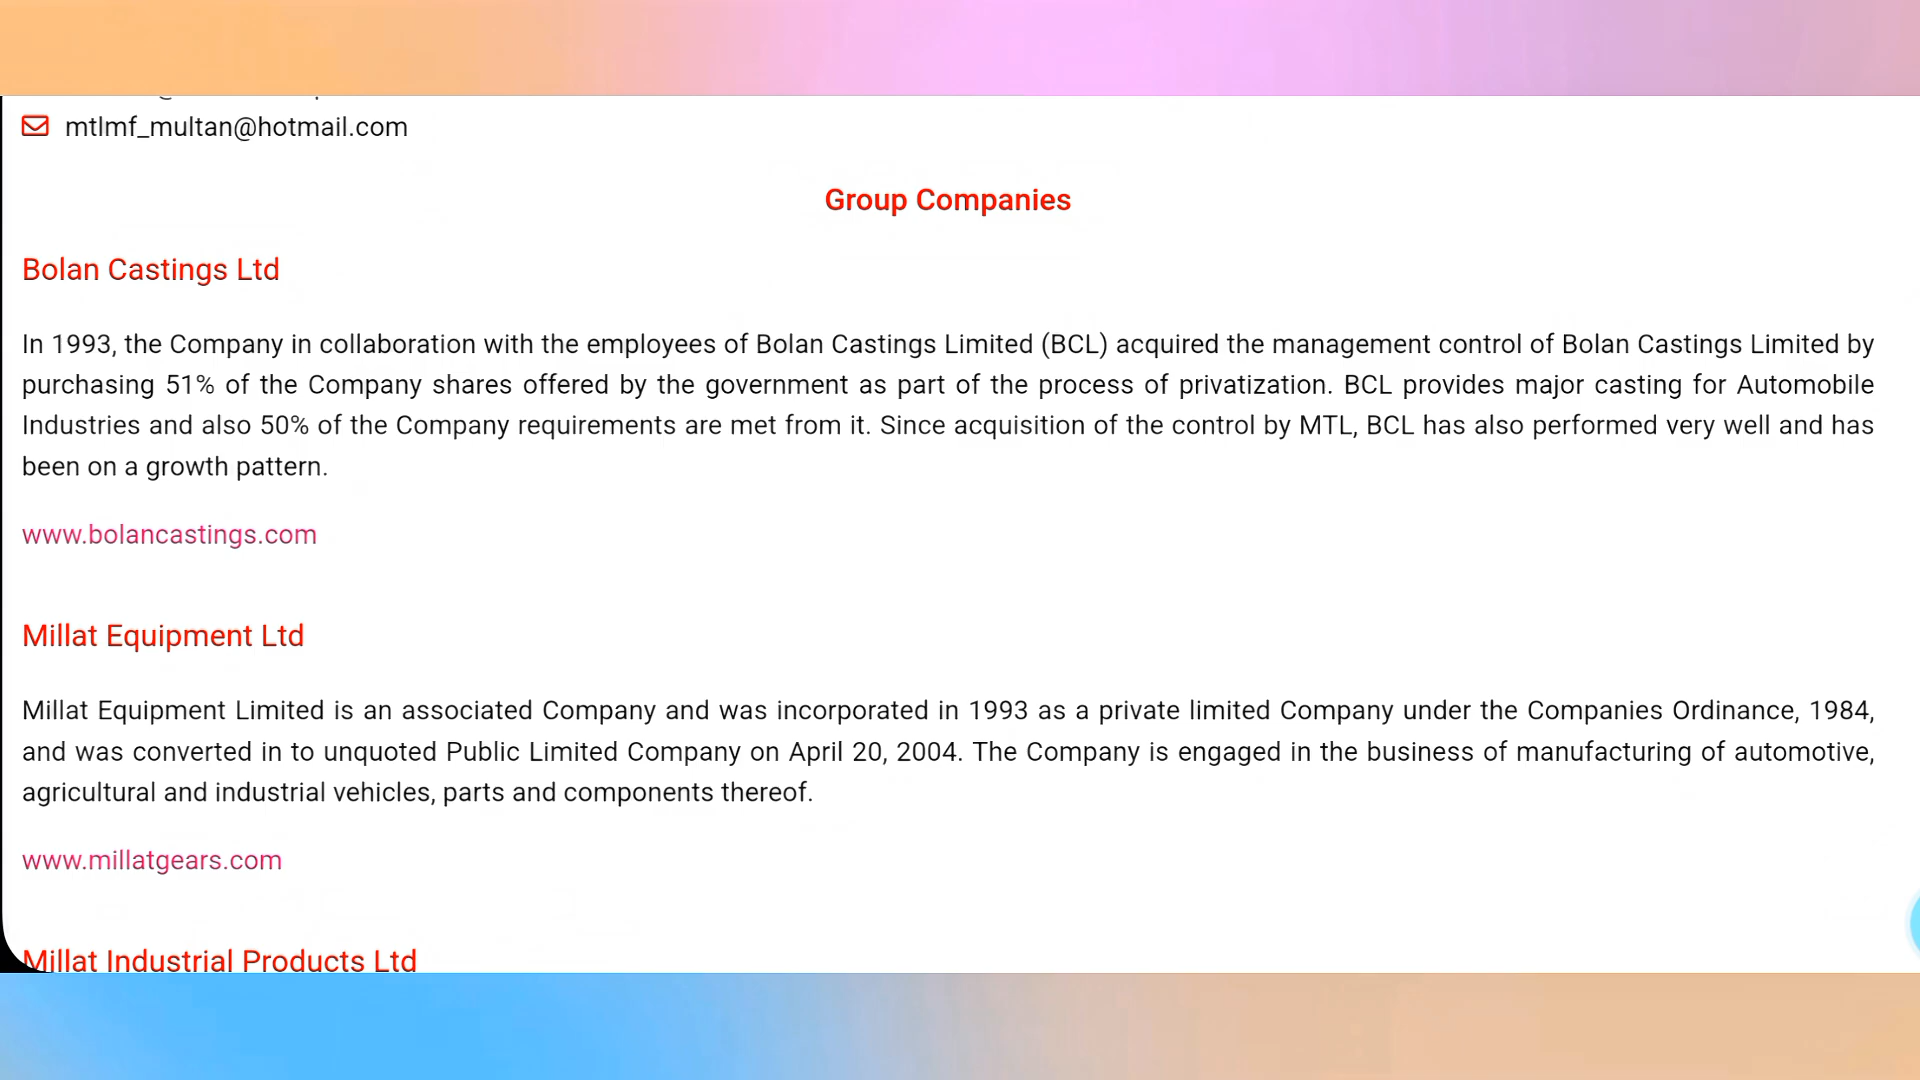 mtlmf_multan@hotmail.com
Group Companies
Bolan Castings Ltd
In 1993, the Company in collaboration with the employees of Bolan Castings Limited (BCL) acquired the management control of Bolan Castings Limited by
purchasing 51% of the Company shares offered by the government as part of the process of privatization. BCL provides major casting for Automobile
Industries and also 50% of the Company requirements are met from it. Since acquisition of the control by MTL, BCL has also performed very well and has
been on a growth pattern.
www.bolancastings.com
Millat Equipment Ltd
Millat Equipment Limited is an associated Company and was incorporated in 1993 as a private limited Company under the Companies Ordinance, 1984,
and was converted in to unquoted Public Limited Company on April 20, 2004. The Company is engaged in the business of manufacturing of automotive,
agricultural and industrial vehicles, parts and components thereof.
www.millatgears.com
Millat Industrial Products Ltd